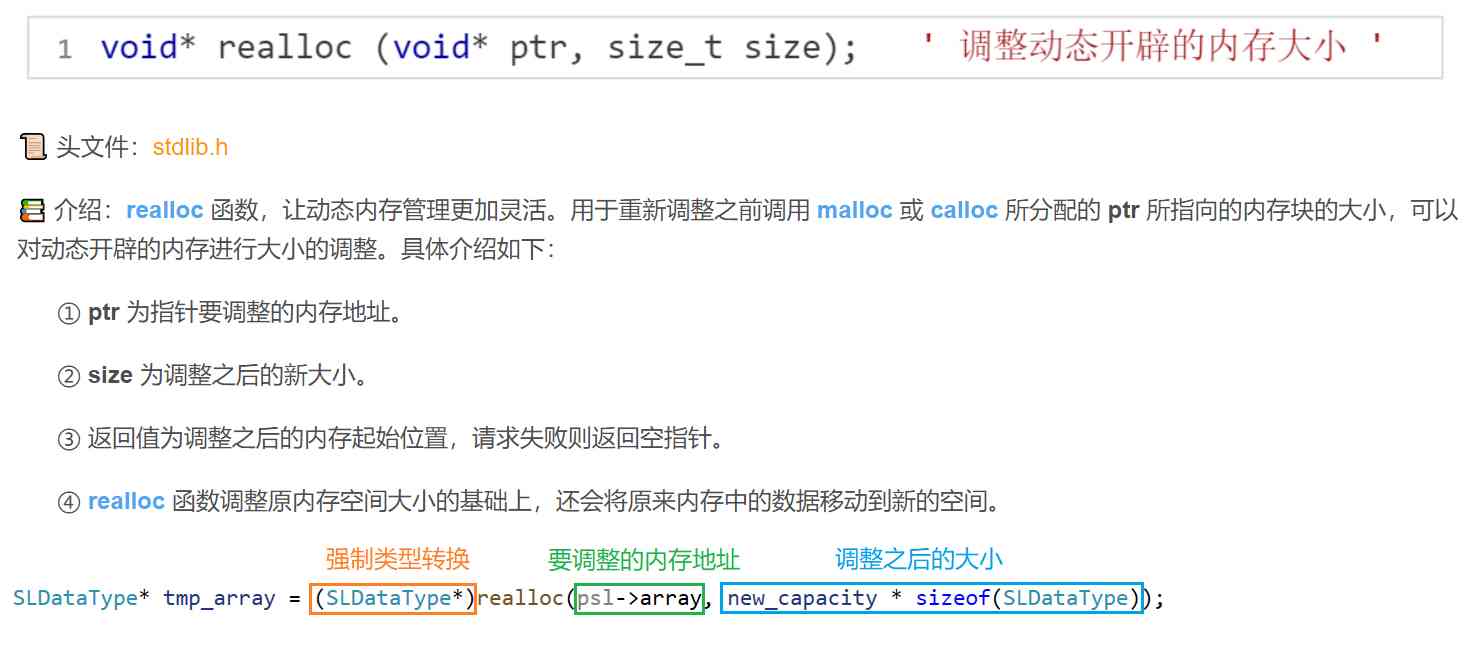 1 void* realloc (void* ptr, size_t size); ' 调整动态开辟的内存大小 '
📜 头文件：stdlib.h
📚 介绍：realloc 函数，让动态内存管理更加灵活。用于重新调整之前调用 malloc 或 calloc 所分配的 ptr 所指向的内存块的大小，可以
对动态开辟的内存进行大小的调整。具体介绍如下：
① ptr 为指针要调整的内存地址。
② size 为调整之后的新大小。
③ 返回值为调整之后的内存起始位置，请求失败则返回空指针。
④ realloc 函数调整原内存空间大小的基础上，还会将原来内存中的数据移动到新的空间。
强制类型转换 要调整的内存地址 调整之后的大小
SLDataType* tmp_array = (SLDataType*)realloc(psl->array, new_capacity * sizeof(SLDataType));